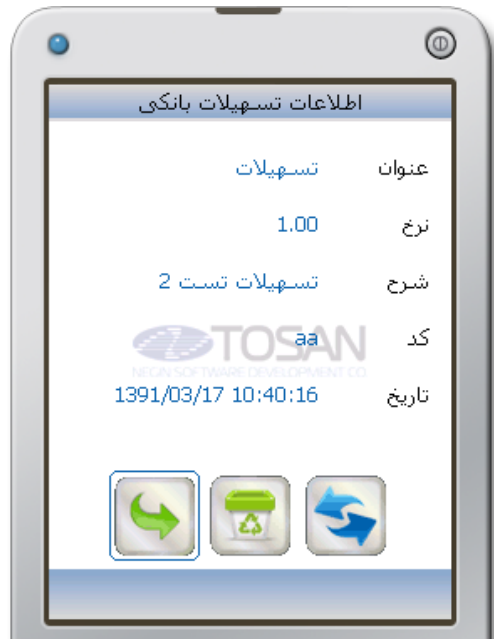 اطلاعات تسهیلات بانکی
عنوان تسهیلات
نرخ 1.00
شرح تسهیلات تست 2
کد aa
TOSAN
NEGIN SOFTWARE DEVELOPMENT CO.
تاریخ 1391/03/17 10:40:16